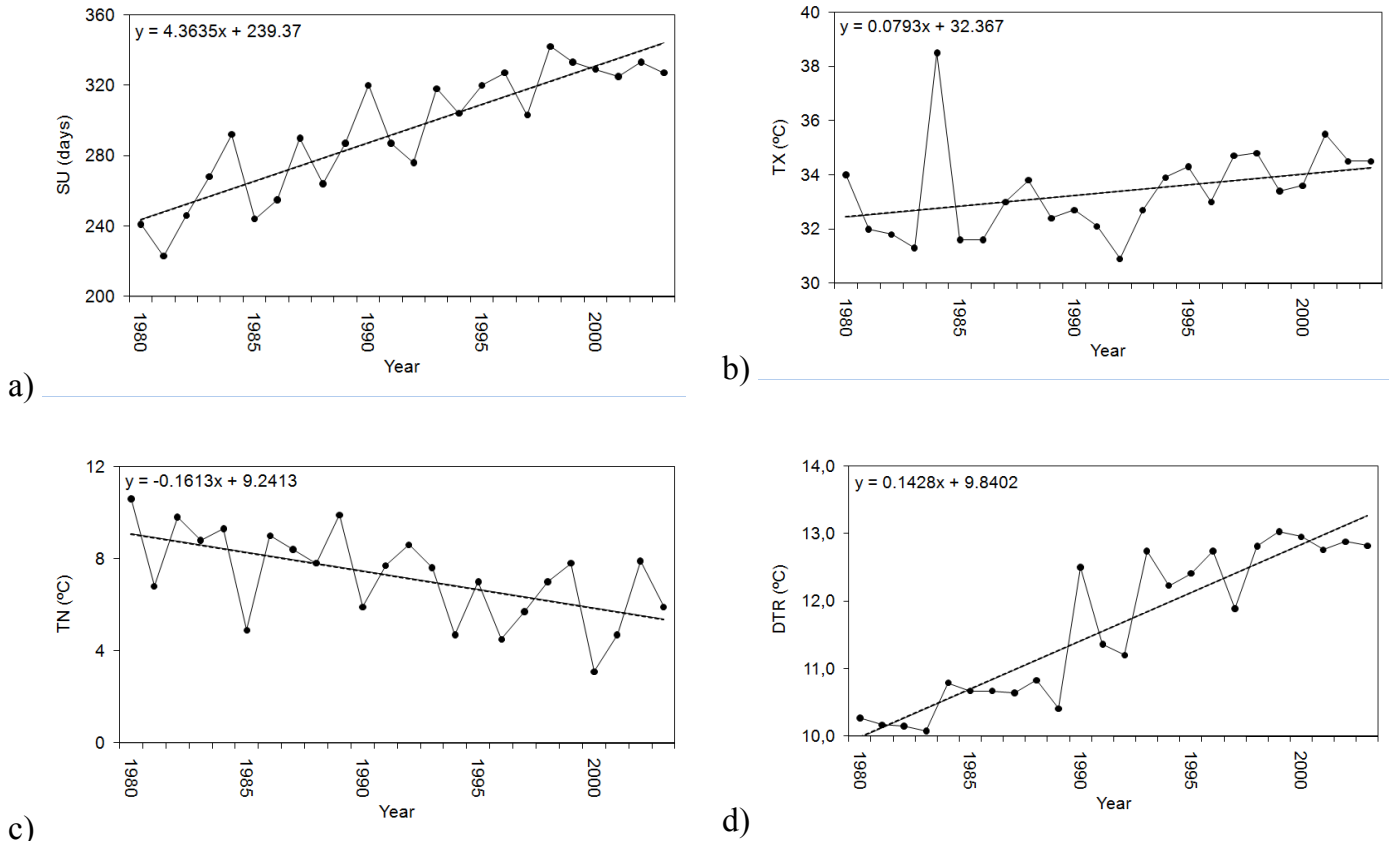 y = 4.3635x + 239.37
360
320
280
240
200
SU (days)
1980
1985
1990
1995
2000
Year
a)
y = 0.0793x + 32.367
40
38
36
34
32
30
TX (ºC)
1980
1985
1990
1995
2000
Year
b)
y = -0.1613x + 9.2413
12
8
4
0
TN (ºC)
1980
1985
1990
1995
2000
Year
c)
y = 0.1428x + 9.8402
14,0
13,0
12,0
11,0
10,0
DTR (ºC)
1980
1985
1990
1995
2000
Year
d)